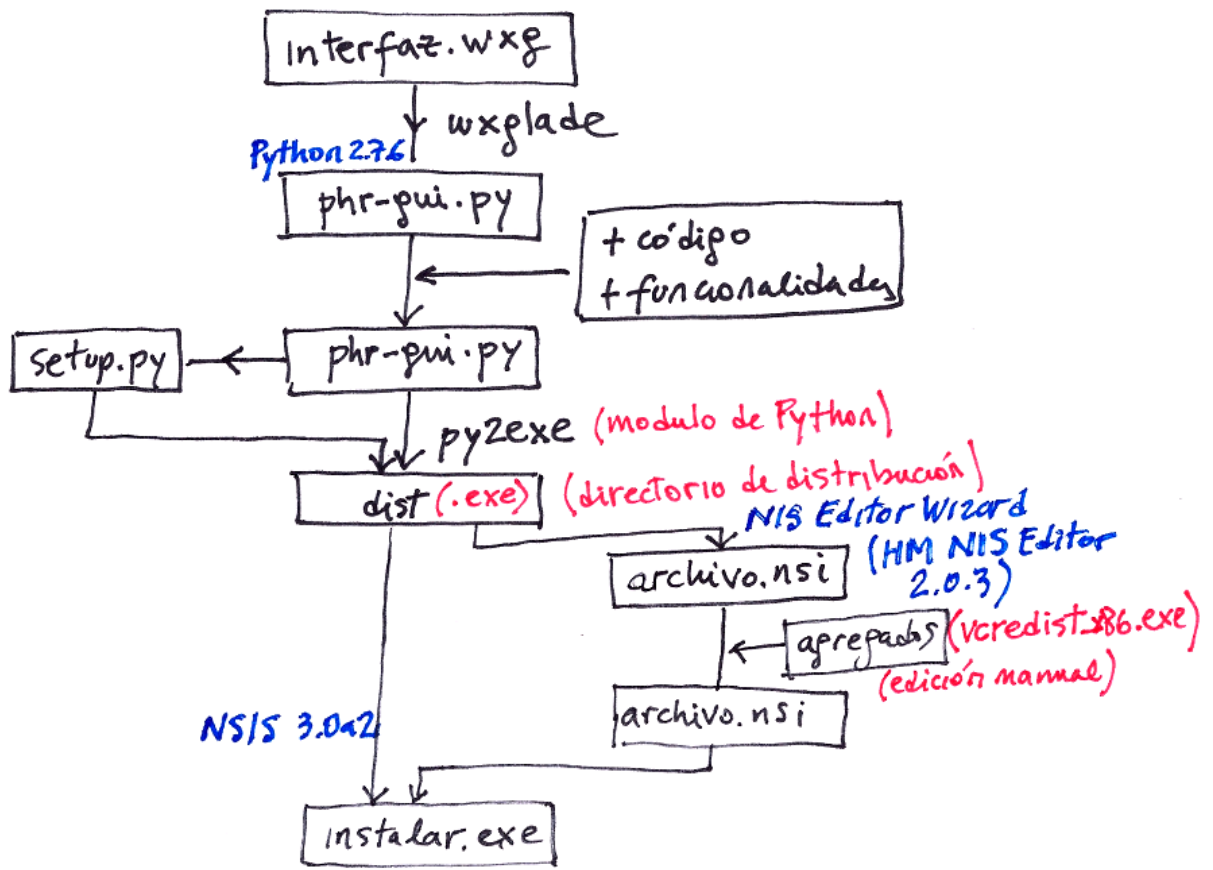 interfaz.wxg
wxglade
Python 2.7.6
phr-gui.py
+ código
+ funcionalidades
setup.py
phr-gui.py
py2exe (modulo de Python)
dist (.exe) (directorio de distribución)
NIS Editor Wizard
(HM NIS Editor
2.0.3)
archivo.nsi
agregados (vcredist_x86.exe)
(edición manual)
archivo.nsi
NSIS 3.0a2
instalar.exe